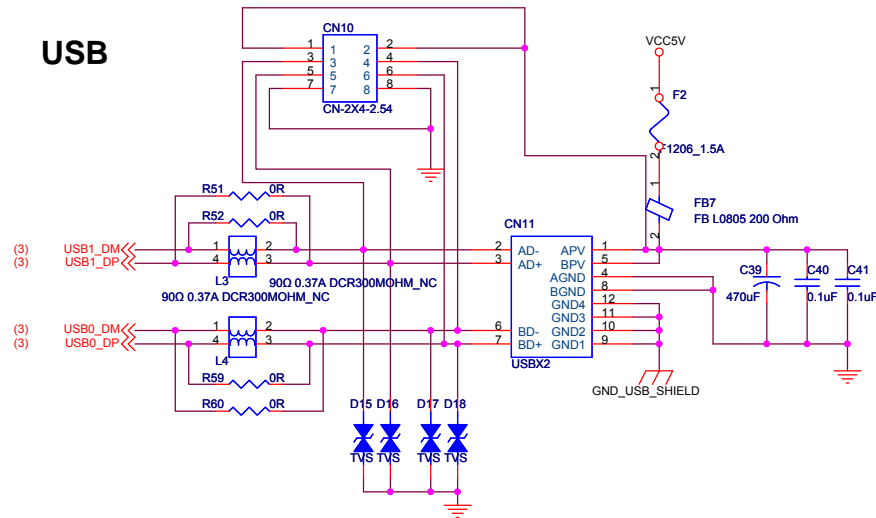 USB
CN10
1 1 2 2
3 3 4 4
5 5 6 6
7 7 8 8
CN-2X4-2.54
VCC5V
1
F2
F1206_1.5A
2
1
FB7
FB L0805 200 Ohm
2
R51 0R
R52 0R
(3) USB1_DM 1 2
(3) USB1_DP 4 3
L3
90Ω 0.37A DCR300MOHM_NC
90Ω 0.37A DCR300MOHM_NC
(3) USB0_DM 1 2
(3) USB0_DP 4 3
L4
R59 0R
R60 0R
CN11
2 AD- APV 1
3 AD+ BPV 5
AGND 4
BGND 8
GND4 12
GND3 11
6 BD- GND2 10
7 BD+ GND1 9
USBX2
C39
470uF
C40
0.1uF
C41
0.1uF
GND_USB_SHIELD
D15 D16 D17 D18
TVS TVS TVS TVS